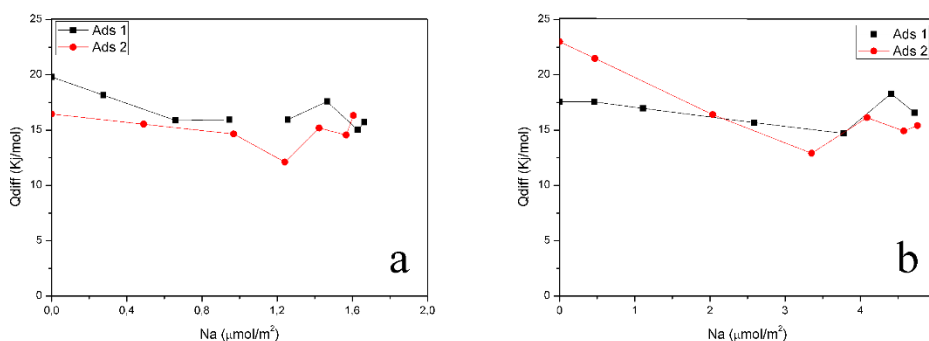 25
20
15
10
5
0
Qdiff (Kj/mol)
Ads 1
Ads 2
a
0,0 0,4 0,8 1,2 1,6 2,0
Na (μmol/m²)
25
20
15
10
5
0
Qdiff (Kj/mol)
Ads 1
Ads 2
b
0 1 2 3 4
Na (μmol/m²)